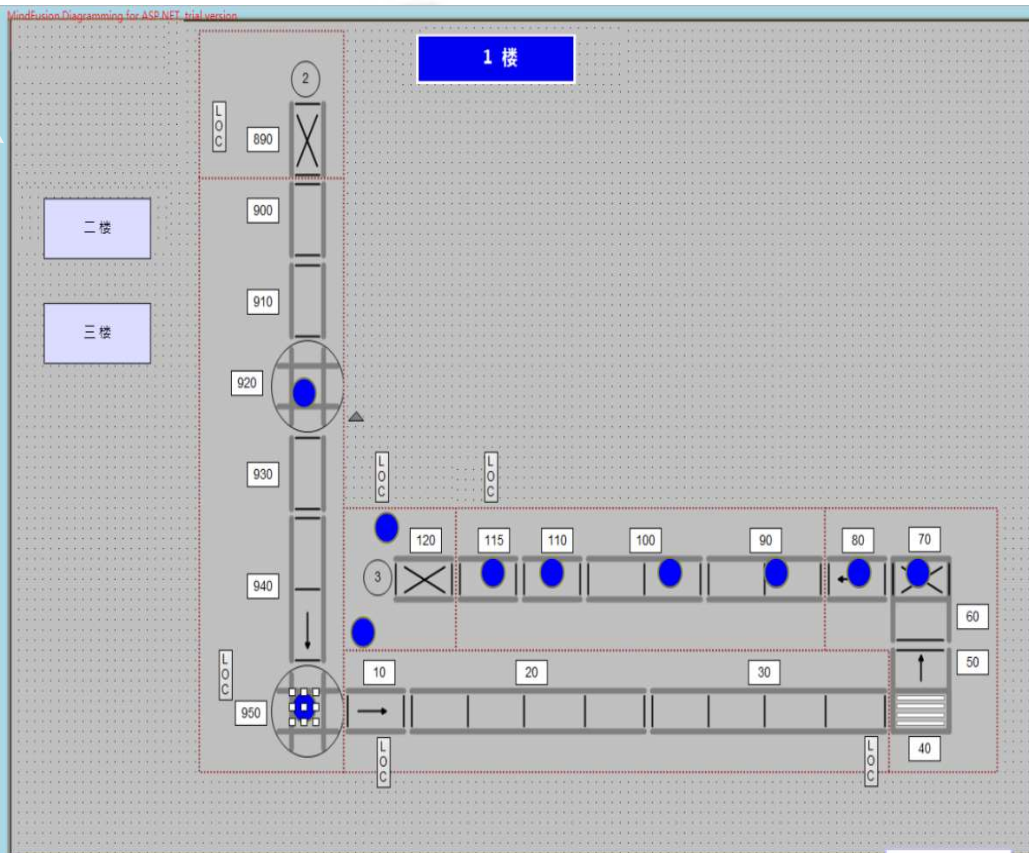 MindFusion.Diagramming for ASP.NET, trial version
1 楼
2
LOC
890
900
二楼
910
三楼
920
930
LOC
LOC
120
115
110
100
90
80
70
3
940
60
LOC
10
20
30
50
950
LOC
LOC
40